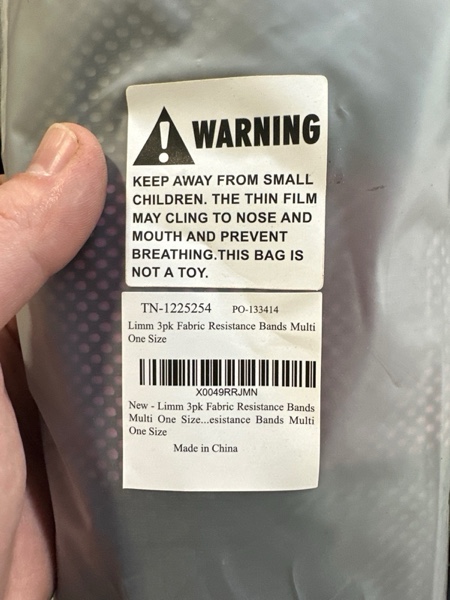 WARNING
KEEP AWAY FROM SMALL
CHILDREN. THE THIN FILM
MAY CLING TO NOSE AND
MOUTH AND PREVENT
BREATHING.THIS BAG IS
NOT A TOY.
TN-1225254 PO-133414
Limm 3pk Fabric Resistance Bands Multi
One Size
X0049RRJMN
New - Limm 3pk Fabric Resistance Bands
Multi One Size...esistance Bands Multi
One Size
Made in China